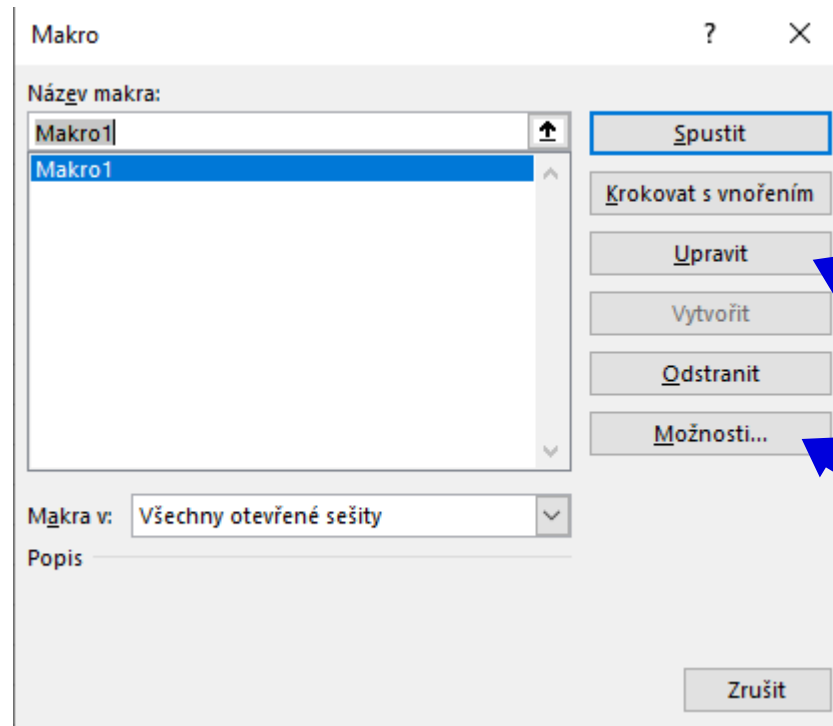 Makro
?
Název makra:
Makro1
Makro1
Spustit
Krokovat s vnořením
Upravit
Vytvořit
Odstranit
Možnosti...
Makra v: Všechny otevřené sešity
Popis
Zrušit